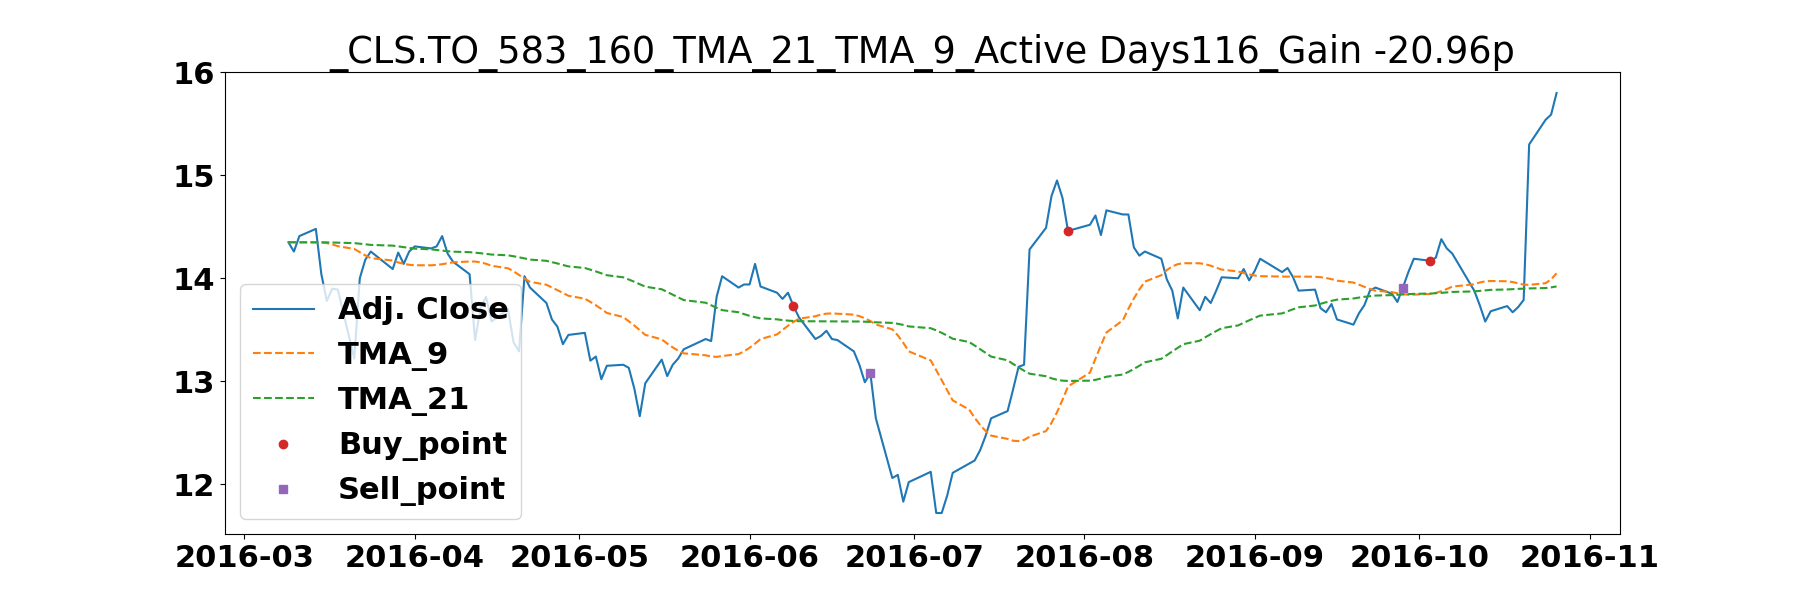 _CLS.TO_583_160_TMA_21_TMA_9_Active Days116_Gain -20.96p
16
15
14
13
12
Adj. Close
TMA_9
TMA_21
Buy_point
Sell_point
2016-03 2016-04 2016-05 2016-06 2016-07 2016-08 2016-09 2016-10 2016-11